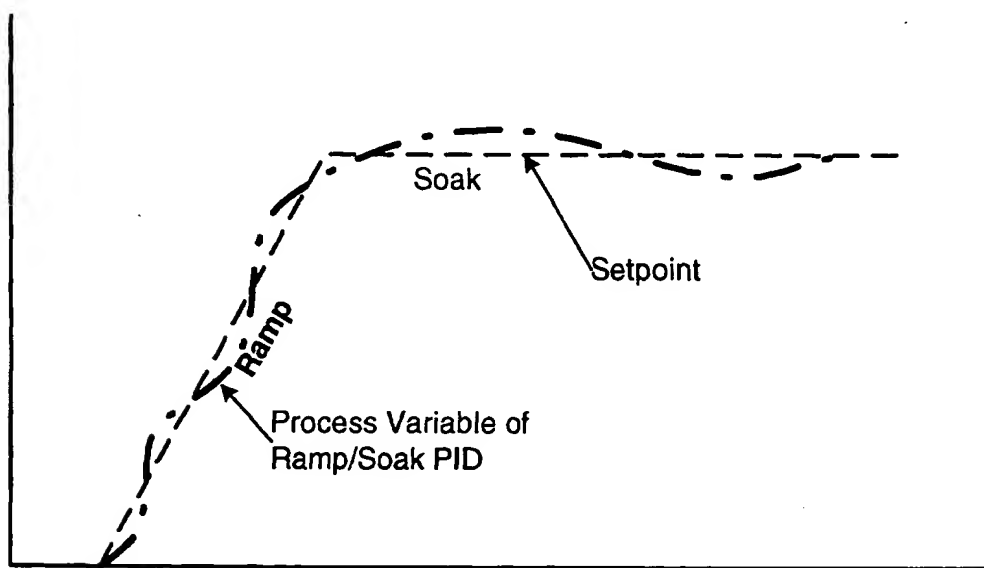 Soak
Setpoint
Ramp
Process Variable of
Ramp/Soak PID